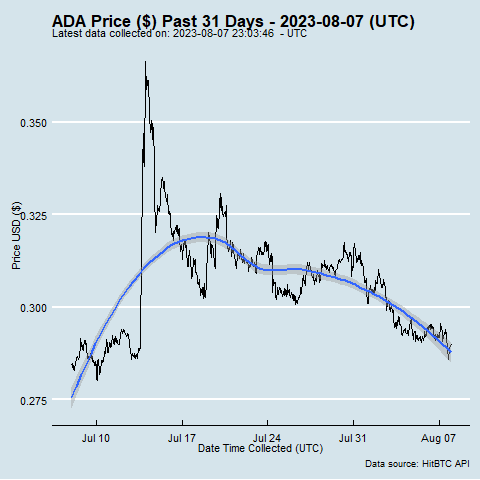 ADA Price ($) Past 31 Days - 2023-08-07 (UTC)
Latest data collected on: 2023-08-07 23:03:46  - UTC
Price USD ($)
0.350
0.325
0.300
0.275
Jul 10 Jul 17 Jul 24 Jul 31 Aug 07
Date Time Collected (UTC)
Data source: HitBTC API